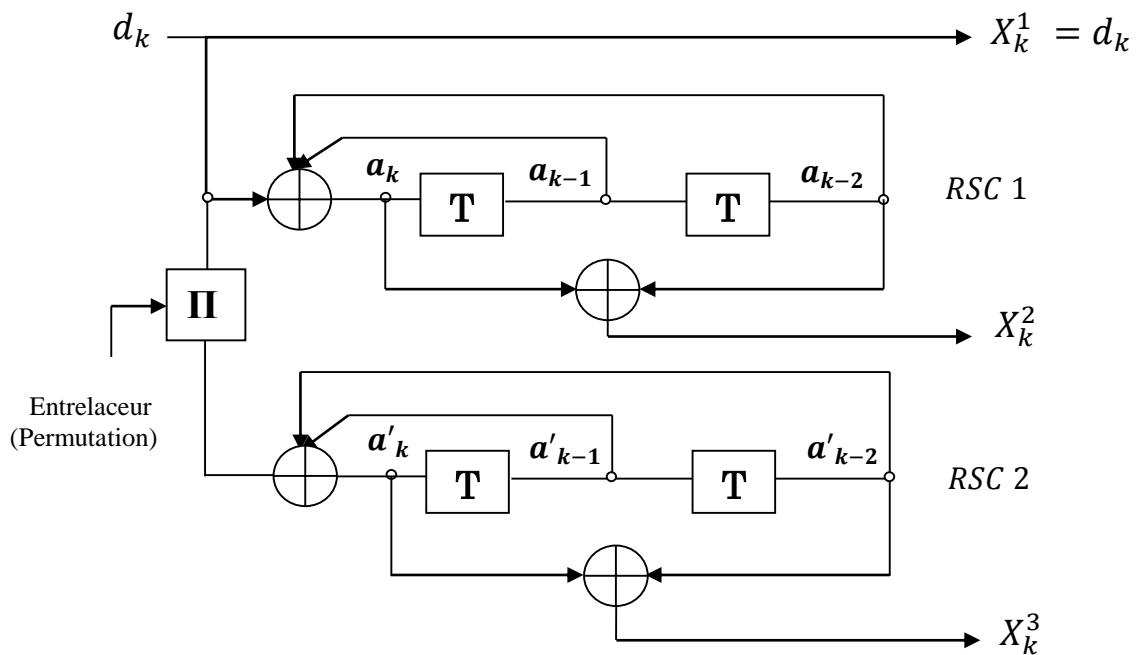 d_k
X_k^1 = d_k
a_k
a_{k-1}
a_{k-2}
T
T
RSC 1
Π
X_k^2
Entrelaceur
(Permutation)
a'_k
a'_{k-1}
a'_{k-2}
T
T
RSC 2
X_k^3